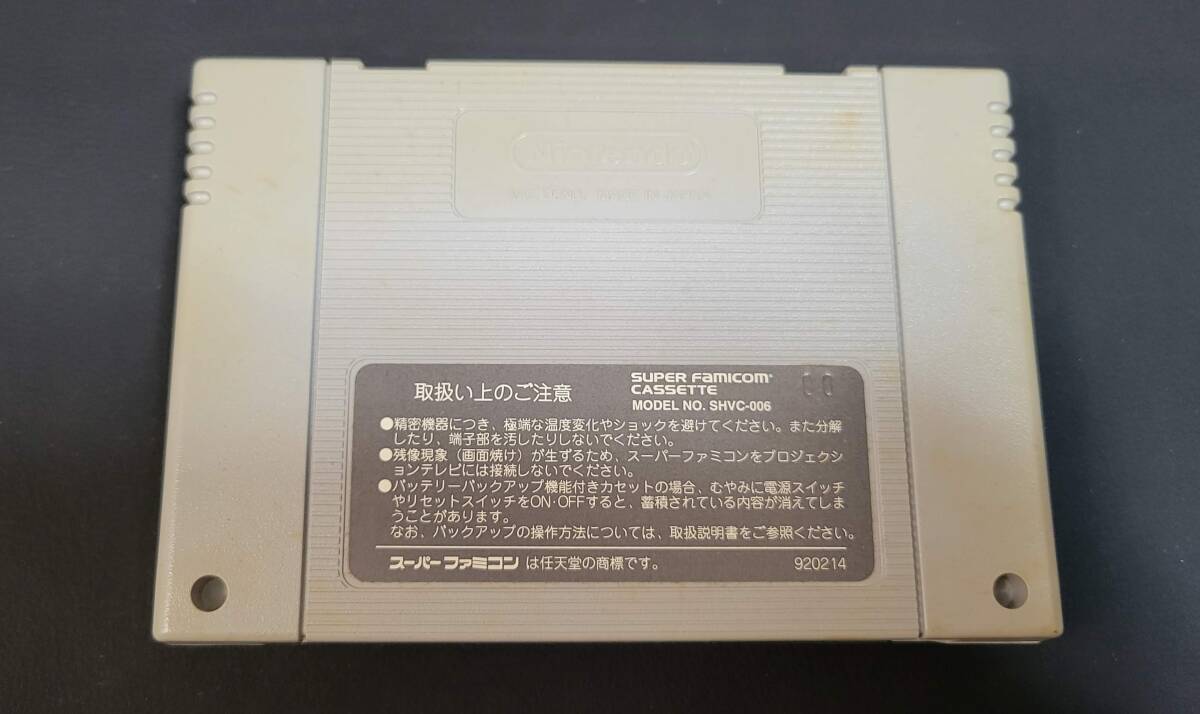 Nintendo
MADE IN JAPAN
取扱い上のご注意
SUPER FAMICOM®
CASSETTE
MODEL NO. SHVC-006
●精密機器につき、極端な温度変化やショックを避けてください。また分解
したり、端子部を汚したりしないでください。
●残像現象（画面焼け）が生ずるため、スーパーファミコンをプロジェクシ
ョンテレビには接続しないでください。
●バッテリーバックアップ機能付きカセットの場合、むやみに電源スイッチ
やリセットスイッチをON·OFFすると、蓄積されている内容が消えてしま
うことがあります。
なお、バックアップの操作方法については、取扱説明書をご参照ください。
スーパーファミコン は任天堂の商標です。
920214